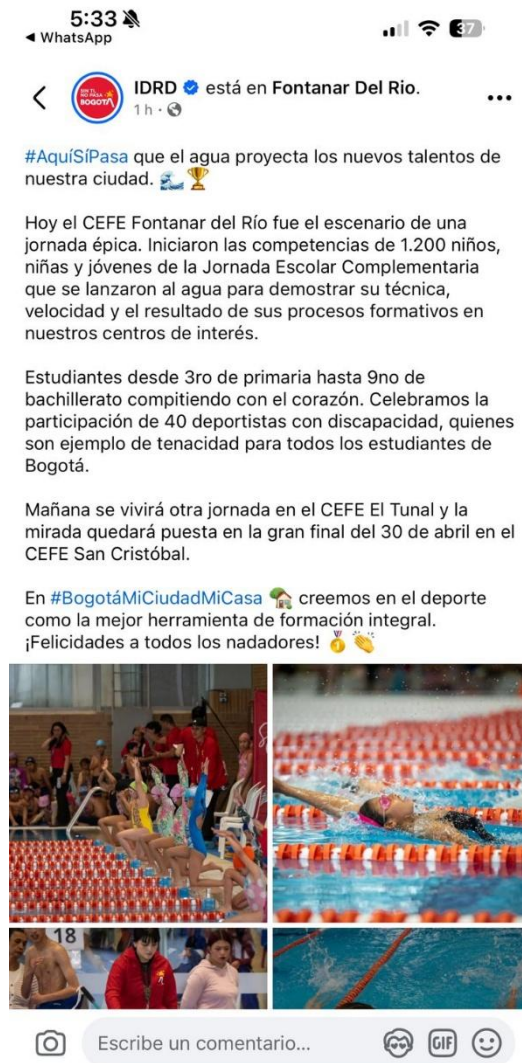 5:33
37
◀ WhatsApp
SIN TI, NO PASA
BOGOTÁ
IDRD está en Fontanar Del Rio.
1 h ·
#AquíSíPasa que el agua proyecta los nuevos talentos de
nuestra ciudad. 🌊🏆
Hoy el CEFE Fontanar del Río fue el escenario de una
jornada épica. Iniciaron las competencias de 1.200 niños,
niñas y jóvenes de la Jornada Escolar Complementaria
que se lanzaron al agua para demostrar su técnica,
velocidad y el resultado de sus procesos formativos en
nuestros centros de interés.
Estudiantes desde 3ro de primaria hasta 9no de
bachillerato compitiendo con el corazón. Celebramos la
participación de 40 deportistas con discapacidad, quienes
son ejemplo de tenacidad para todos los estudiantes de
Bogotá.
Mañana se vivirá otra jornada en el CEFE El Tunal y la
mirada quedará puesta en la gran final del 30 de abril en el
CEFE San Cristóbal.
En #BogotáMiCiudadMiCasa 🏡 creemos en el deporte
como la mejor herramienta de formación integral.
¡Felicidades a todos los nadadores! 🏅👏
18
Escribe un comentario...
GIF